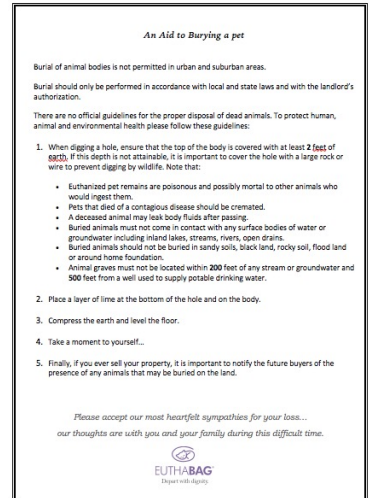 An Aid to Burying a pet
Burial of animal bodies is not permitted in urban and suburban areas.
Burial should only be performed in accordance with local and state laws and with the landlord's
authorization.
There are no official guidelines for the proper disposal of dead animals. To protect human,
animal and environmental health please follow these guidelines:
1. When digging a hole, ensure that the top of the body is covered with at least 2 feet of
earth. If this depth is not attainable, it is important to cover the hole with a large rock or
wire to prevent digging by wildlife. Note that:
• Euthanized pet remains are poisonous and possibly mortal to other animals who
would ingest them.
• Pets that died of a contagious disease should be cremated.
• A deceased animal may leak body fluids after passing.
• Buried animals must not come in contact with any surface bodies of water or
groundwater including inland lakes, streams, rivers, open drains.
• Buried animals should not be buried in sandy soils, black land, rocky soil, flood land
or around home foundation.
• Animal graves must not be located within 200 feet of any stream or groundwater and
500 feet from a well used to supply potable drinking water.
2. Place a layer of lime at the bottom of the hole and on the body.
3. Compress the earth and level the floor.
4. Take a moment to yourself...
5. Finally, if you ever sell your property, it is important to notify the future buyers of the
presence of any animals that may be buried on the land.
Please accept our most heartfelt sympathies for your loss...
our thoughts are with you and your family during this difficult time.
EUTHABAG
Depart with dignity